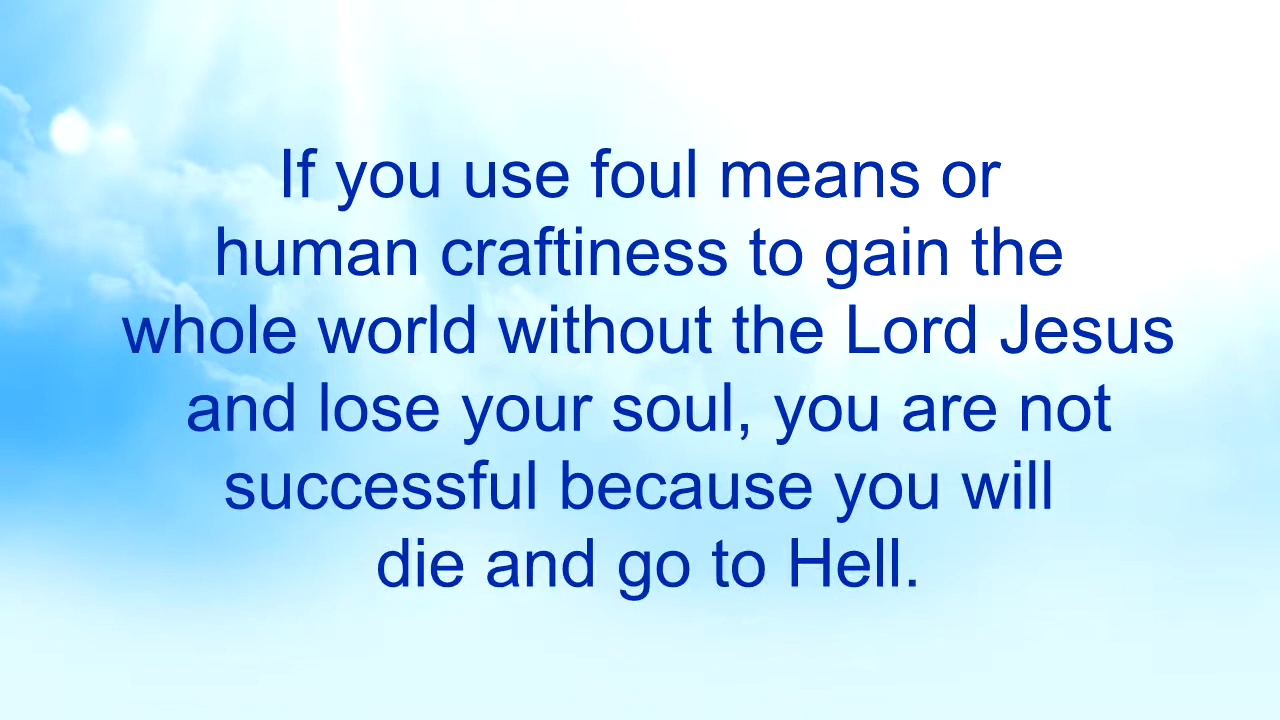 If you use foul means or
human craftiness to gain the
whole world without the Lord Jesus
and lose your soul, you are not
successful because you will
die and go to Hell.